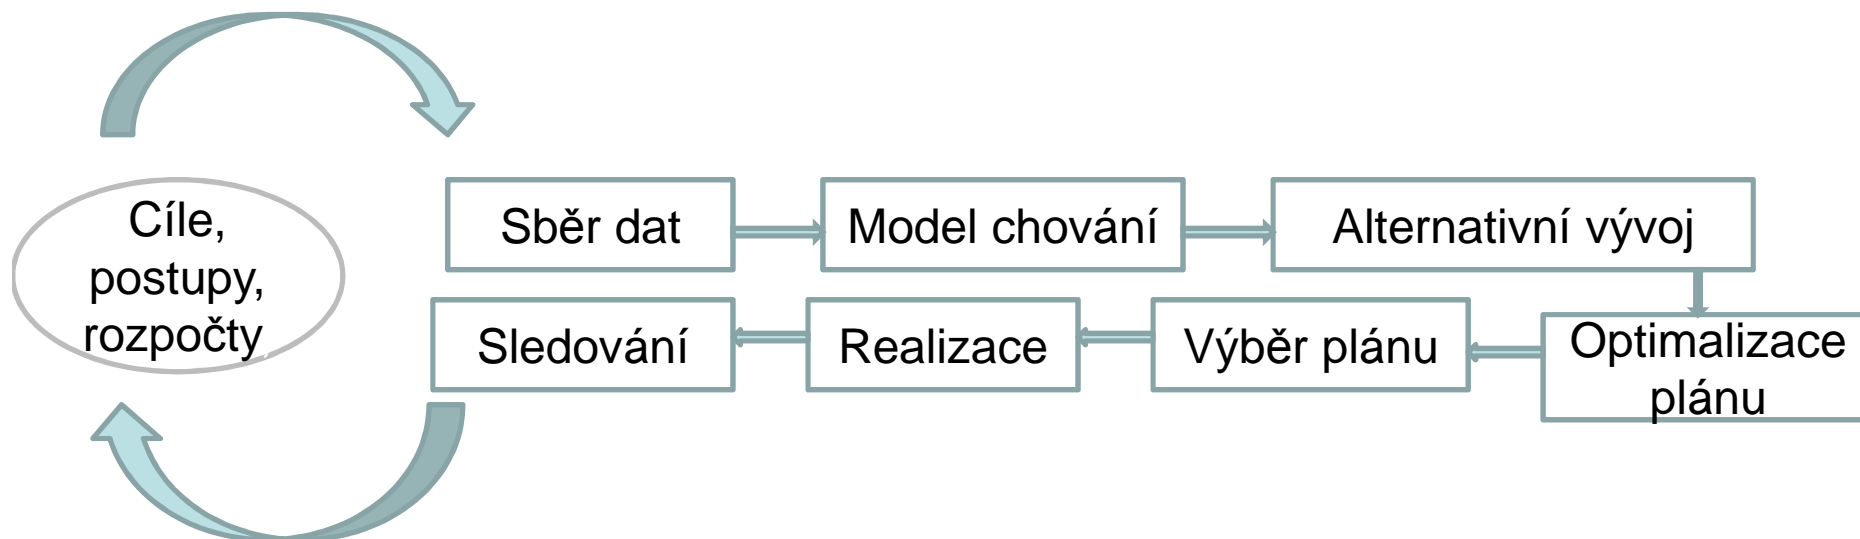 Cíle,
postupy,
rozpočty,
Sběr dat
Model chování
Alternativní vývoj
Optimalizace
plánu
Výběr plánu
Realizace
Sledování